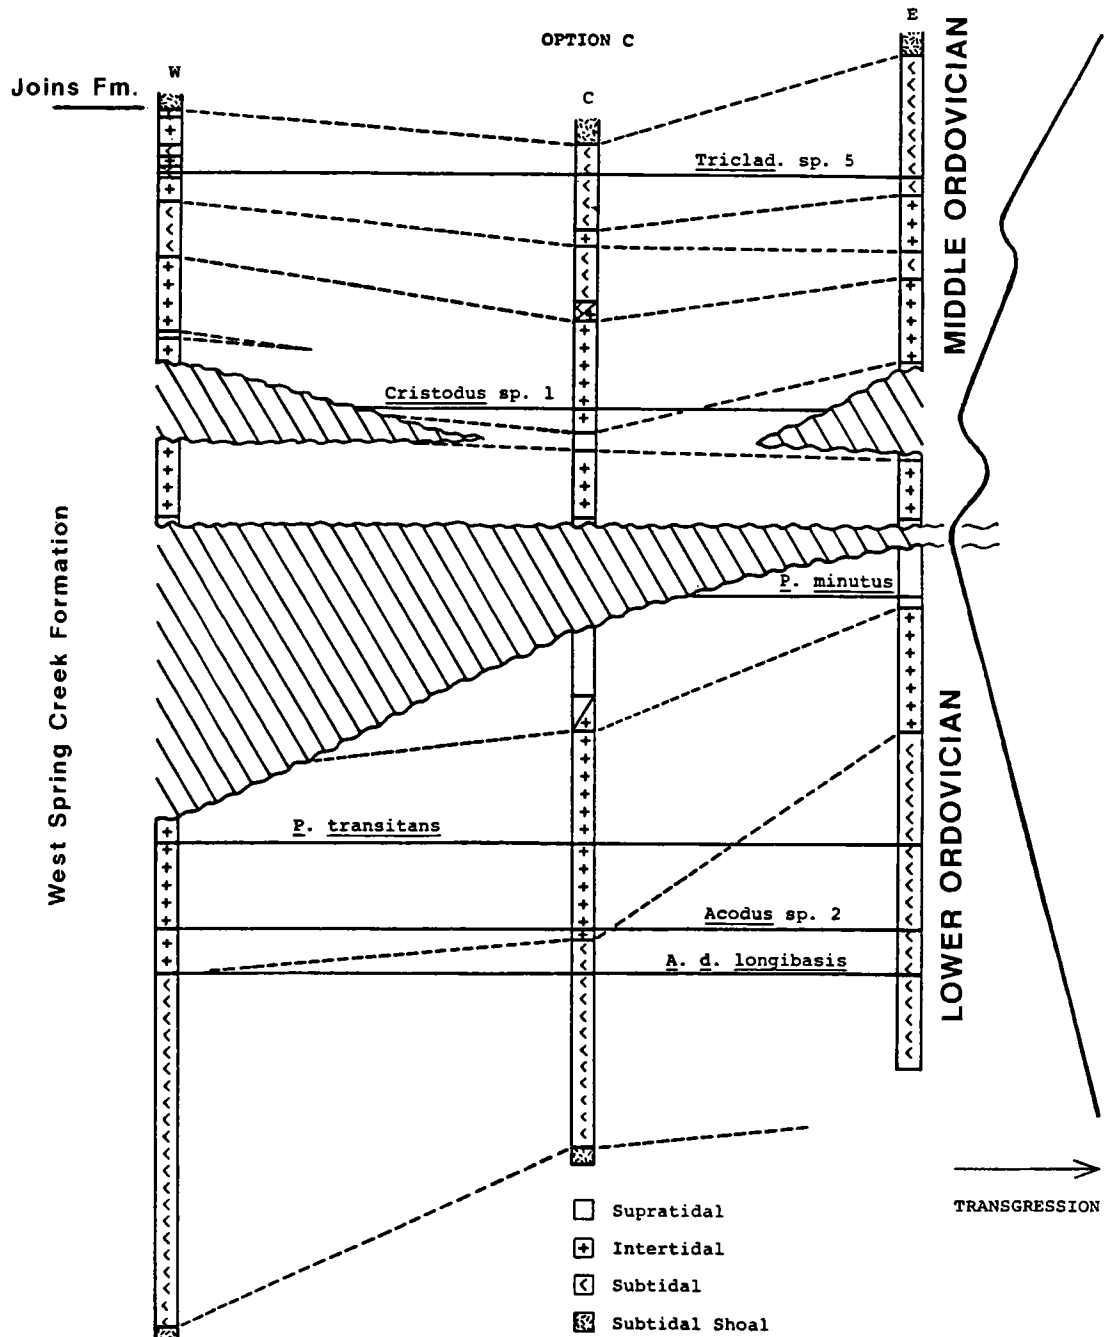 OPTION C
E
W
Joins Fm.
C
Triclad. sp. 5
MIDDLE ORDOVICIAN
Cristodus sp. 1
West Spring Creek Formation
P. minutus
P. transitans
Acodus sp. 2
A. d. longibasis
LOWER ORDOVICIAN
TRANSGRESSION
Supratidal
Intertidal
Subtidal
Subtidal Shoal